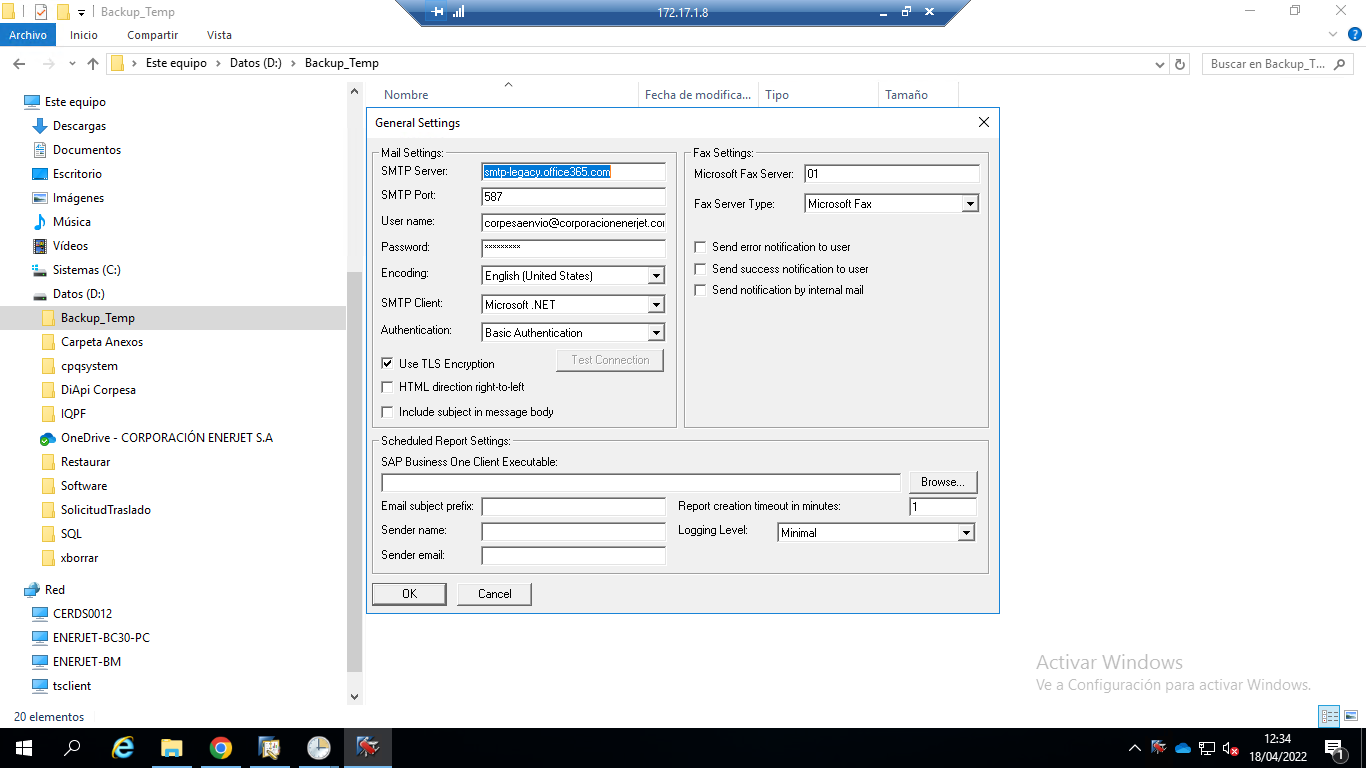 Backup_Temp
172.17.1.8
Archivo Inicio Compartir Vista
Este equipo > Datos (D:) > Backup_Temp
Buscar en Backup_T...
Este equipo
Descargas
Documentos
Escritorio
Imágenes
Música
Vídeos
Sistemas (C:)
Datos (D:)
Backup_Temp
Carpeta Anexos
cpqsystem
DiApi Corpesa
IQPF
OneDrive - CORPORACIÓN ENERJET S.A
Restaurar
Software
SolicitudTraslado
SQL
xborrar
Red
CERDS0012
ENERJET-BC30-PC
ENERJET-BM
tsclient
20 elementos
Nombre Fecha de modifica... Tipo Tamaño
General Settings
Mail Settings:
SMTP Server: smtp-legacy.office365.com
SMTP Port: 587
User name: corpesaenvio@corporacionenerjet.co
Password: *********
Encoding: English (United States)
SMTP Client: Microsoft .NET
Authentication: Basic Authentication
Use TLS Encryption Test Connection
HTML direction right-to-left
Include subject in message body
Fax Settings:
Microsoft Fax Server: 01
Fax Server Type: Microsoft Fax
Send error notification to user
Send success notification to user
Send notification by internal mail
Scheduled Report Settings:
SAP Business One Client Executable:
Browse...
Email subject prefix: Report creation timeout in minutes: 1
Sender name: Logging Level: Minimal
Sender email:
OK Cancel
Activar Windows
Ve a Configuración para activar Windows.
12:34
18/04/2022
1